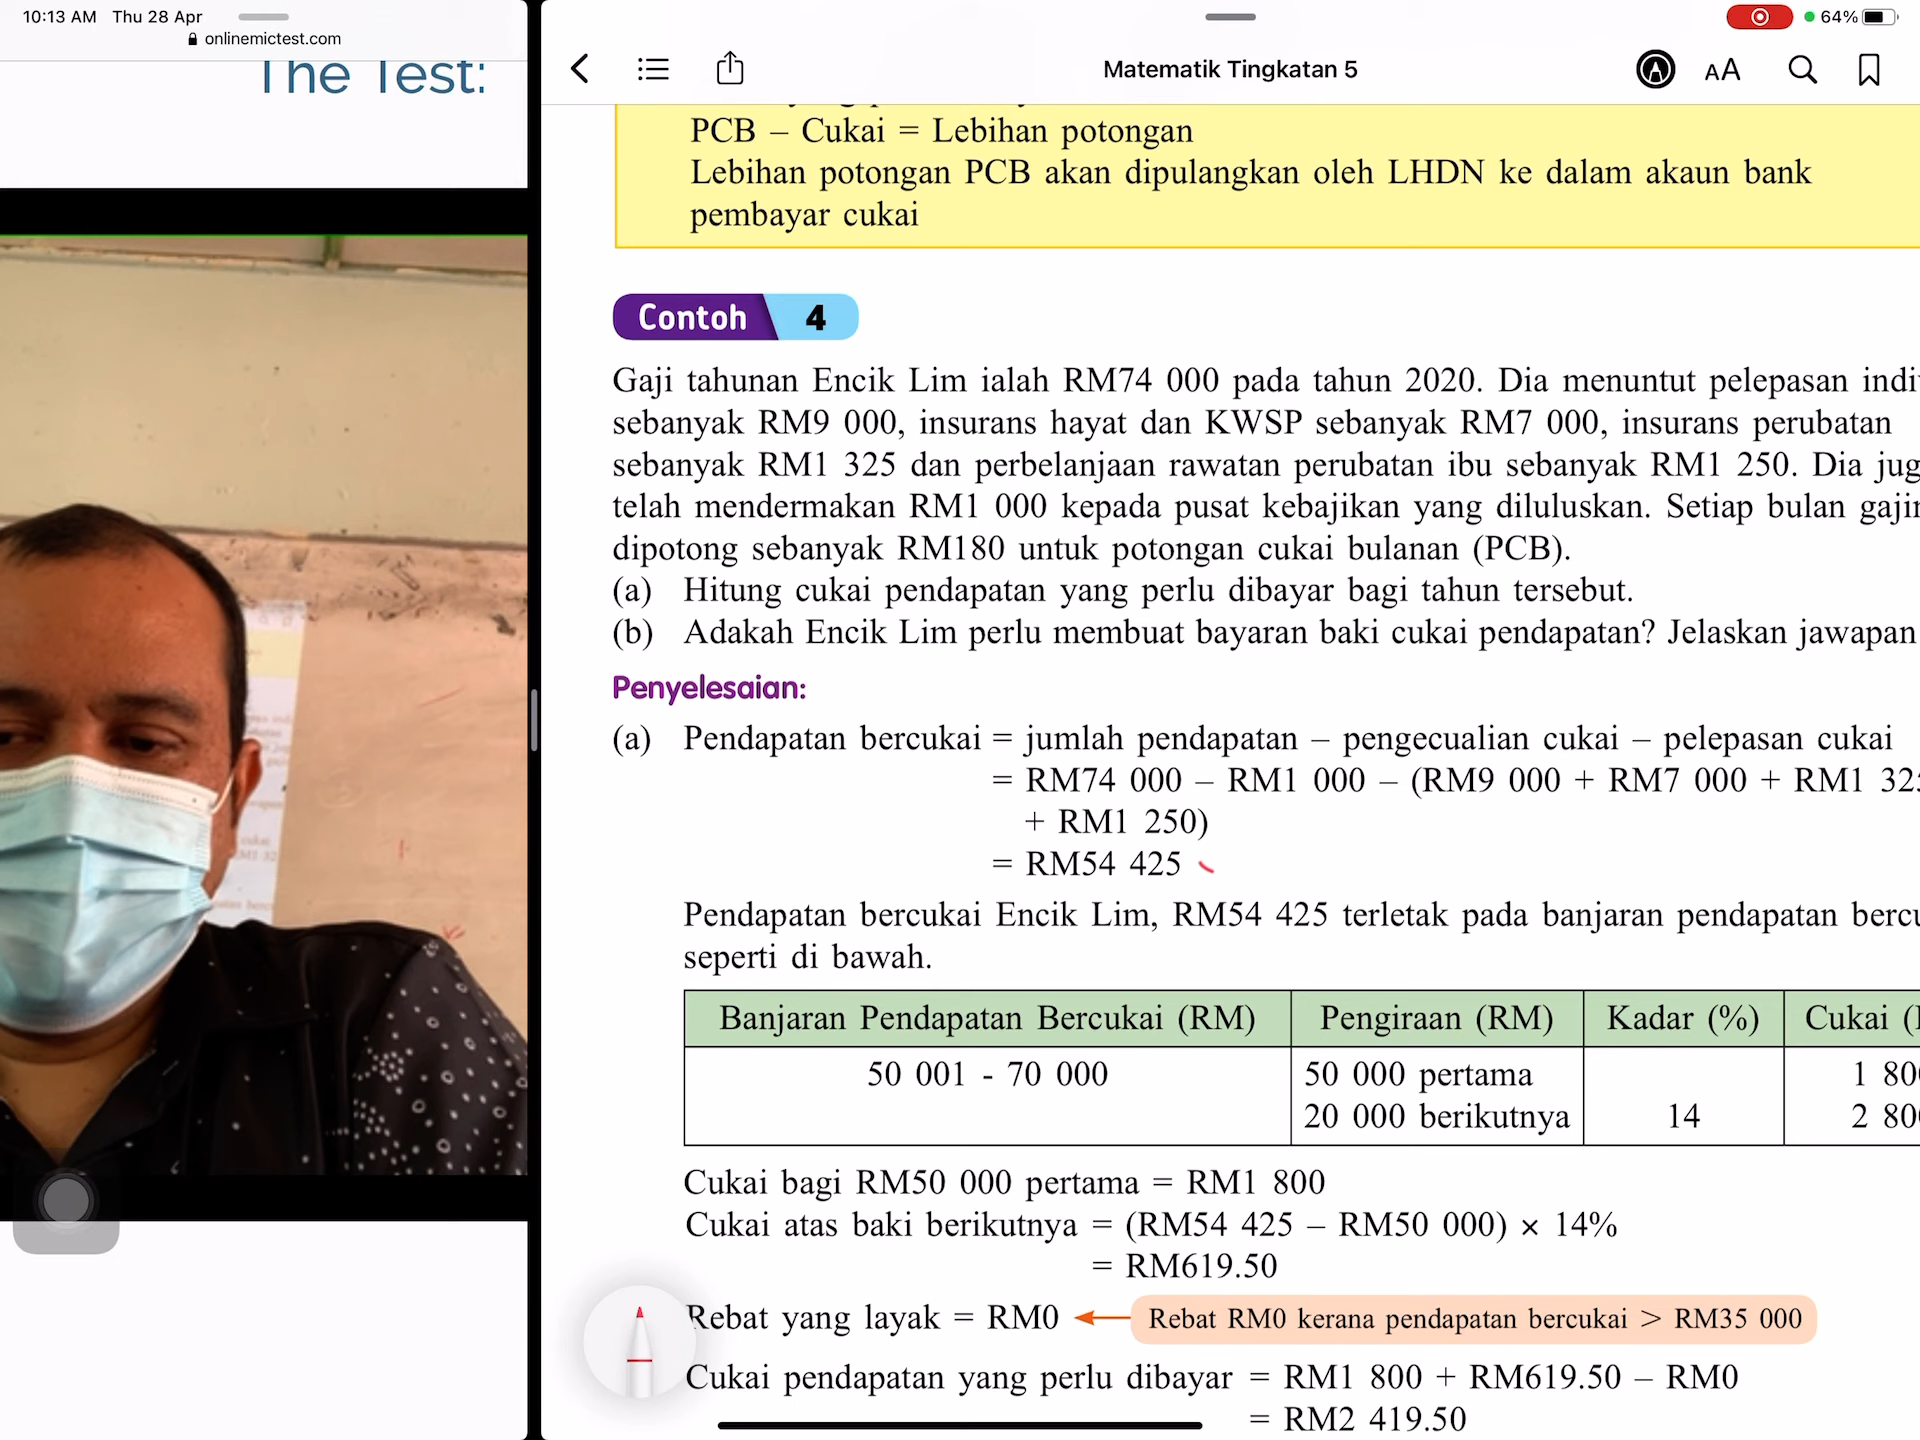 10:13 AM Thu 28 Apr
onlinemictest.com
The Test:
64%
Matematik Tingkatan 5
AA
PCB – Cukai = Lebihan potongan
Lebihan potongan PCB akan dipulangkan oleh LHDN ke dalam akaun bank
pembayar cukai
Contoh 4
Gaji tahunan Encik Lim ialah RM74 000 pada tahun 2020. Dia menuntut pelepasan indi
sebanyak RM9 000, insurans hayat dan KWSP sebanyak RM7 000, insurans perubatan
sebanyak RM1 325 dan perbelanjaan rawatan perubatan ibu sebanyak RM1 250. Dia jug
telah mendermakan RM1 000 kepada pusat kebajikan yang diluluskan. Setiap bulan gajin
dipotong sebanyak RM180 untuk potongan cukai bulanan (PCB).
(a) Hitung cukai pendapatan yang perlu dibayar bagi tahun tersebut.
(b) Adakah Encik Lim perlu membuat bayaran baki cukai pendapatan? Jelaskan jawapan
Penyelesaian:
(a) Pendapatan bercukai = jumlah pendapatan – pengecualian cukai – pelepasan cukai
= RM74 000 – RM1 000 – (RM9 000 + RM7 000 + RM1 325
+ RM1 250)
= RM54 425
Pendapatan bercukai Encik Lim, RM54 425 terletak pada banjaran pendapatan bercu
seperti di bawah.
Banjaran Pendapatan Bercukai (RM) Pengiraan (RM) Kadar (%) Cukai (
50 001 - 70 000 50 000 pertama 1 80
20 000 berikutnya 14 2 80
Cukai bagi RM50 000 pertama = RM1 800
Cukai atas baki berikutnya = (RM54 425 – RM50 000) × 14%
= RM619.50
Rebat yang layak = RM0 Rebat RM0 kerana pendapatan bercukai > RM35 000
Cukai pendapatan yang perlu dibayar = RM1 800 + RM619.50 – RM0
= RM2 419.50